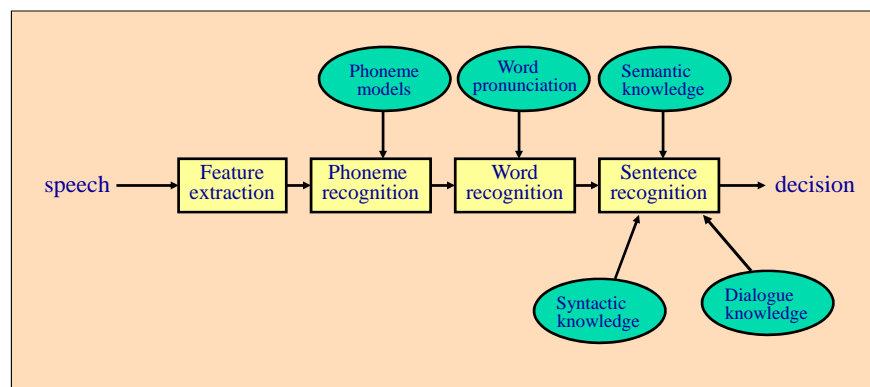 Phoneme
models
Word
pronunciation
Semantic
knowledge
speech
Feature
extraction
Phoneme
recognition
Word
recognition
Sentence
recognition
decision
Syntactic
knowledge
Dialogue
knowledge